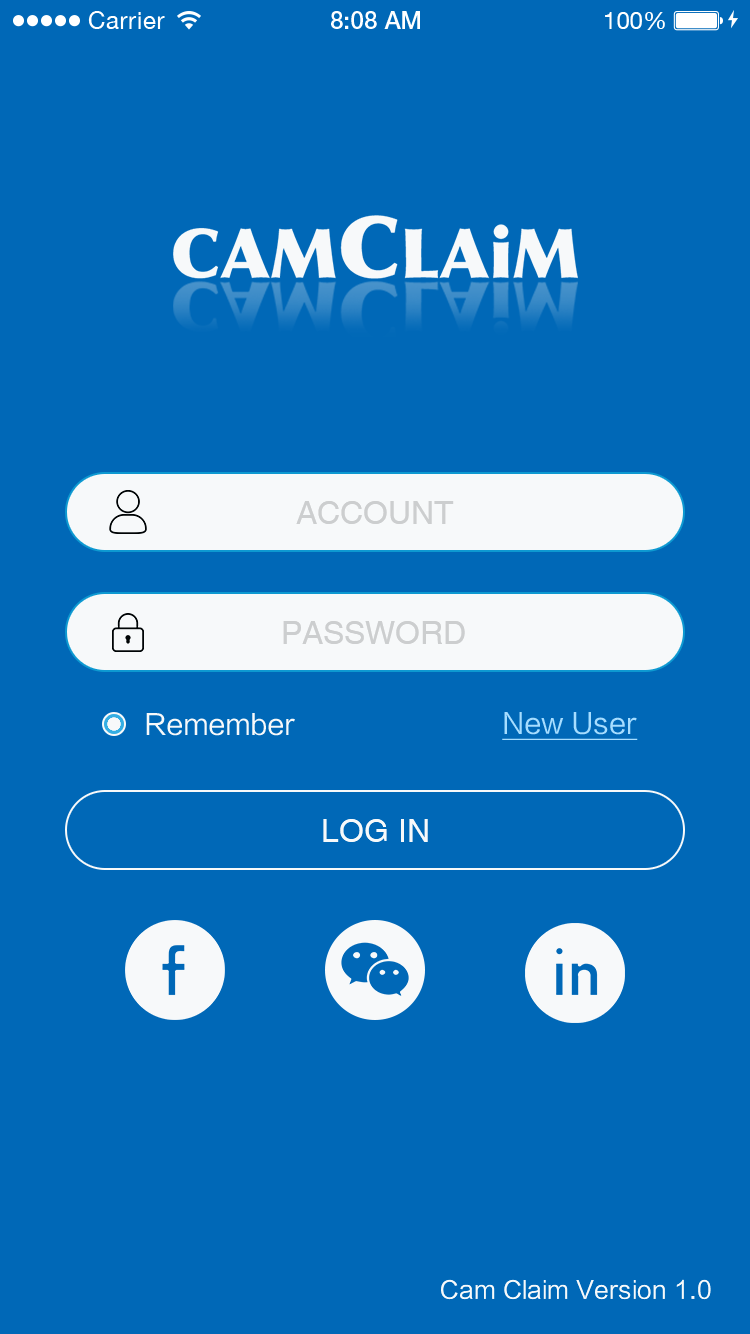 Carrier 8:08 AM 100%
CAMCLAiM
ACCOUNT
PASSWORD
Remember New User
LOG IN
f in
Cam Claim Version 1.0